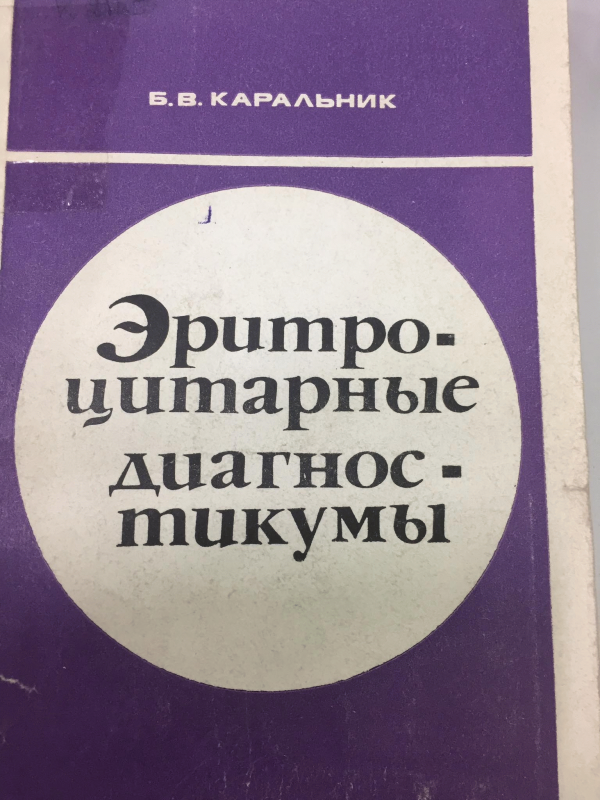 Б.В. КАРАЛЬНИК
Эритро-
цитарные
диагнос-
тикумы